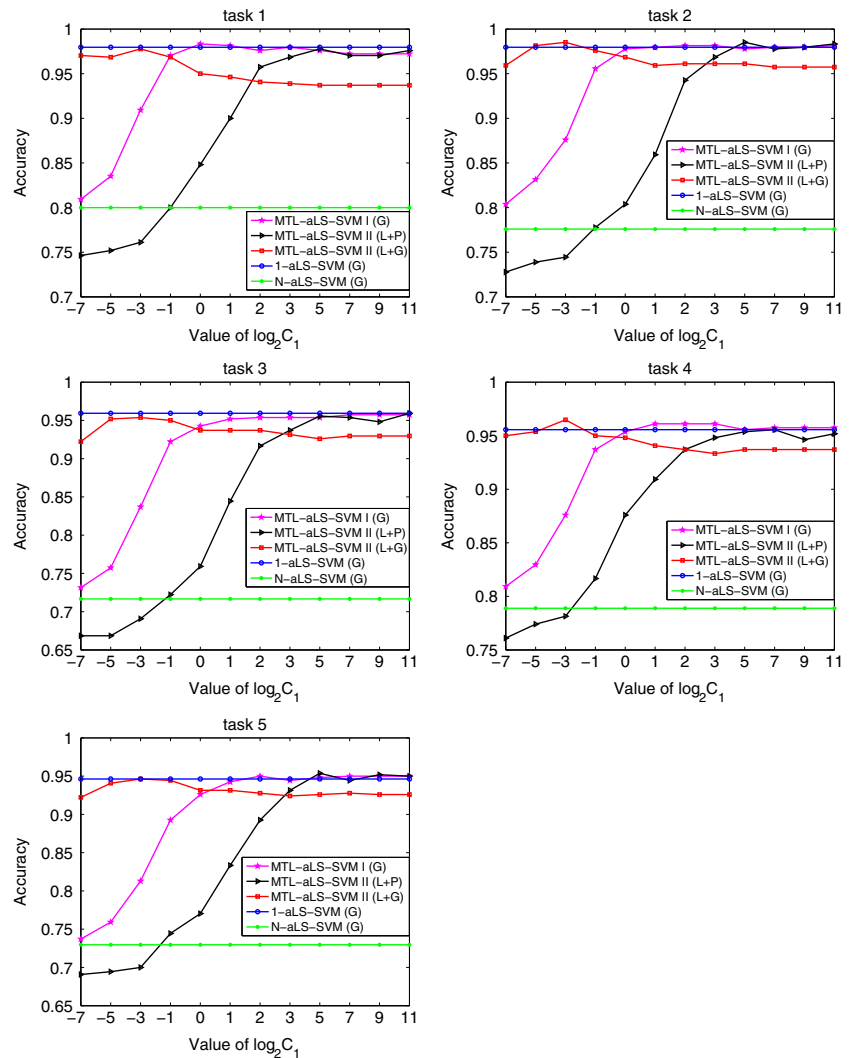 task 1
1
0.95
0.9
0.85
0.8
0.75
0.7
Accuracy
MTL−aLS−SVM I (G)
MTL−aLS−SVM II (L+P)
MTL−aLS−SVM II (L+G)
1−aLS−SVM (G)
N−aLS−SVM (G)
−7 −5 −3 −1 0 1 2 3 5 7 9 11
Value of log₂C₁
task 2
1
0.95
0.9
0.85
0.8
0.75
0.7
Accuracy
MTL−aLS−SVM I (G)
MTL−aLS−SVM II (L+P)
MTL−aLS−SVM II (L+G)
1−aLS−SVM (G)
N−aLS−SVM (G)
−7 −5 −3 −1 0 1 2 3 5 7 9 11
Value of log₂C₁
task 3
1
0.95
0.9
0.85
0.8
0.75
0.7
0.65
Accuracy
MTL−aLS−SVM I (G)
MTL−aLS−SVM II (L+P)
MTL−aLS−SVM II (L+G)
1−aLS−SVM (G)
N−aLS−SVM (G)
−7 −5 −3 −1 0 1 2 3 5 7 9 11
Value of log₂C₁
task 4
1
0.95
0.9
0.85
0.8
0.75
Accuracy
MTL−aLS−SVM I (G)
MTL−aLS−SVM II (L+P)
MTL−aLS−SVM II (L+G)
1−aLS−SVM (G)
N−aLS−SVM (G)
−7 −5 −3 −1 0 1 2 3 5 7 9 11
Value of log₂C₁
task 5
1
0.95
0.9
0.85
0.8
0.75
0.7
0.65
Accuracy
MTL−aLS−SVM I (G)
MTL−aLS−SVM II (L+P)
MTL−aLS−SVM II (L+G)
1−aLS−SVM (G)
N−aLS−SVM (G)
−7 −5 −3 −1 0 1 2 3 5 7 9 11
Value of log₂C₁